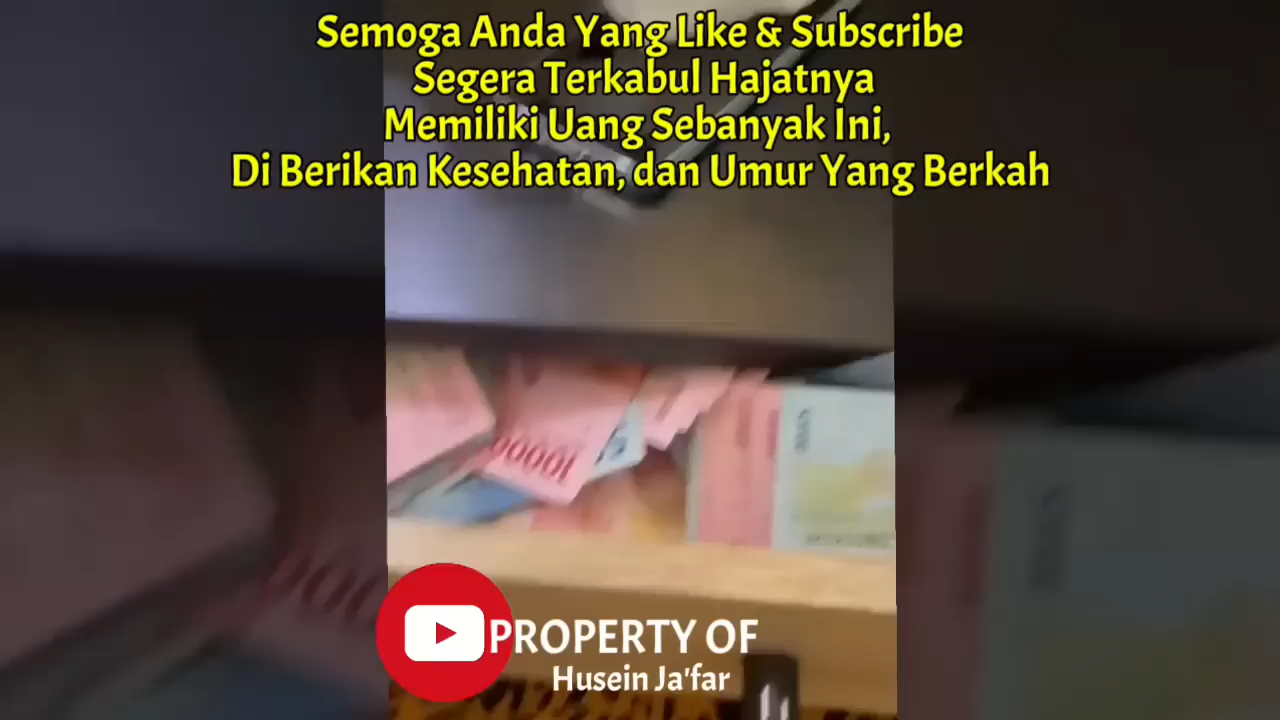 Semoga Anda Yang Like & Subscribe
Segera Terkabul Hajatnya
Memiliki Uang Sebanyak Ini,
Di Berikan Kesehatan, dan Umur Yang Berkah
PROPERTY OF
Husein Ja'far